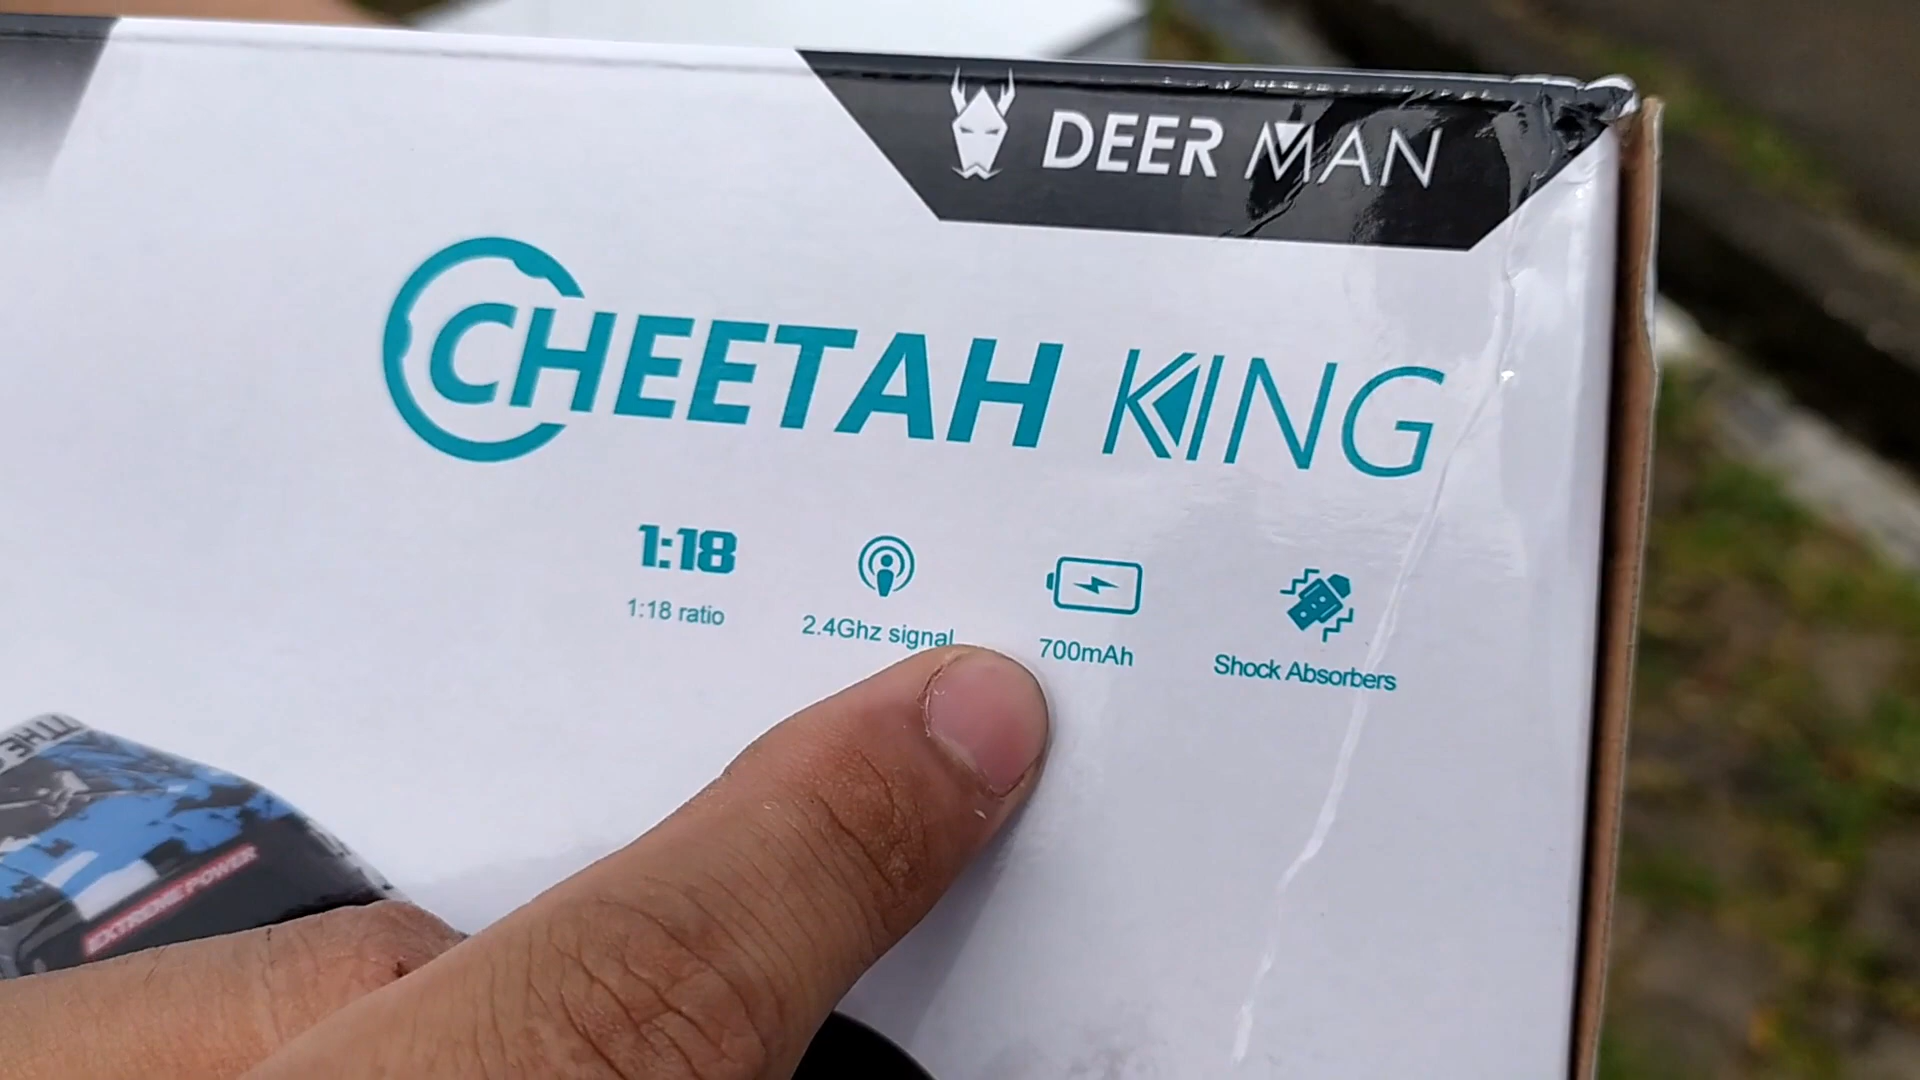 DEER MAN
CHEETAH KING
1:18
1:18 ratio
2.4Ghz signal
700mAh
Shock Absorbers
EXTREME POWER